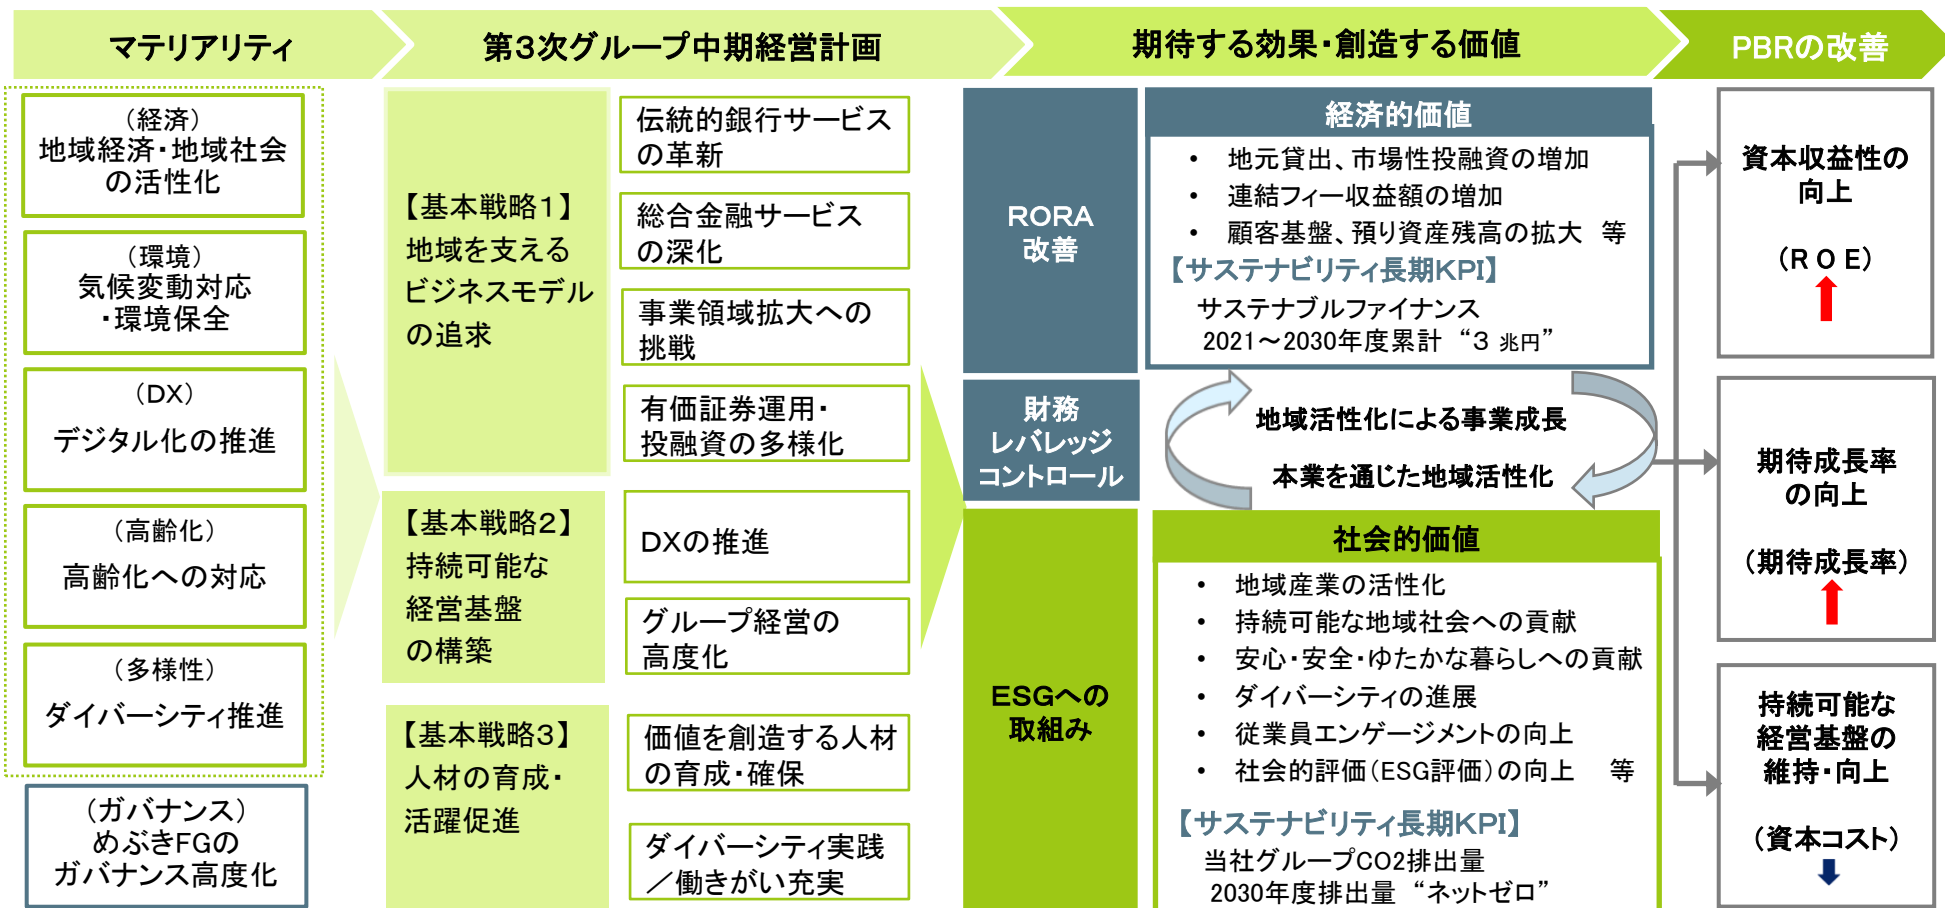 マテリアリティ
第3次グループ中期経営計画
期待する効果・創造する価値
PBRの改善
（経済）
地域経済・地域社会
の活性化
（環境）
気候変動対応
・環境保全
（DX）
デジタル化の推進
（高齢化）
高齢化への対応
（多様性）
ダイバーシティ推進
（ガバナンス）
めぶきFGの
ガバナンス高度化
【基本戦略1】
地域を支える
ビジネスモデル
の追求
伝統的銀行サービス
の革新
総合金融サービス
の深化
事業領域拡大への
挑戦
有価証券運用・
投融資の多様化
【基本戦略2】
持続可能な
経営基盤
の構築
DXの推進
グループ経営の
高度化
【基本戦略3】
人材の育成・
活躍促進
価値を創造する人材
の育成・確保
ダイバーシティ実践
／働きがい充実
RORA
改善
財務
レバレッジ
コントロール
ESGへの
取組み
経済的価値
• 地元貸出、市場性投融資の増加
• 連結フィー収益額の増加
• 顧客基盤、預り資産残高の拡大 等
【サステナビリティ長期KPI】
サステナブルファイナンス
2021～2030年度累計 “3 兆円”
地域活性化による事業成長
本業を通じた地域活性化
社会的価値
• 地域産業の活性化
• 持続可能な地域社会への貢献
• 安心・安全・ゆたかな暮らしへの貢献
• ダイバーシティの進展
• 従業員エンゲージメントの向上
• 社会的評価（ESG評価）の向上 等
【サステナビリティ長期KPI】
当社グループCO2排出量
2030年度排出量 “ネットゼロ”
資本収益性の
向上
（ＲＯＥ）
期待成長率
の向上
（期待成長率）
持続可能な
経営基盤の
維持・向上
（資本コスト）